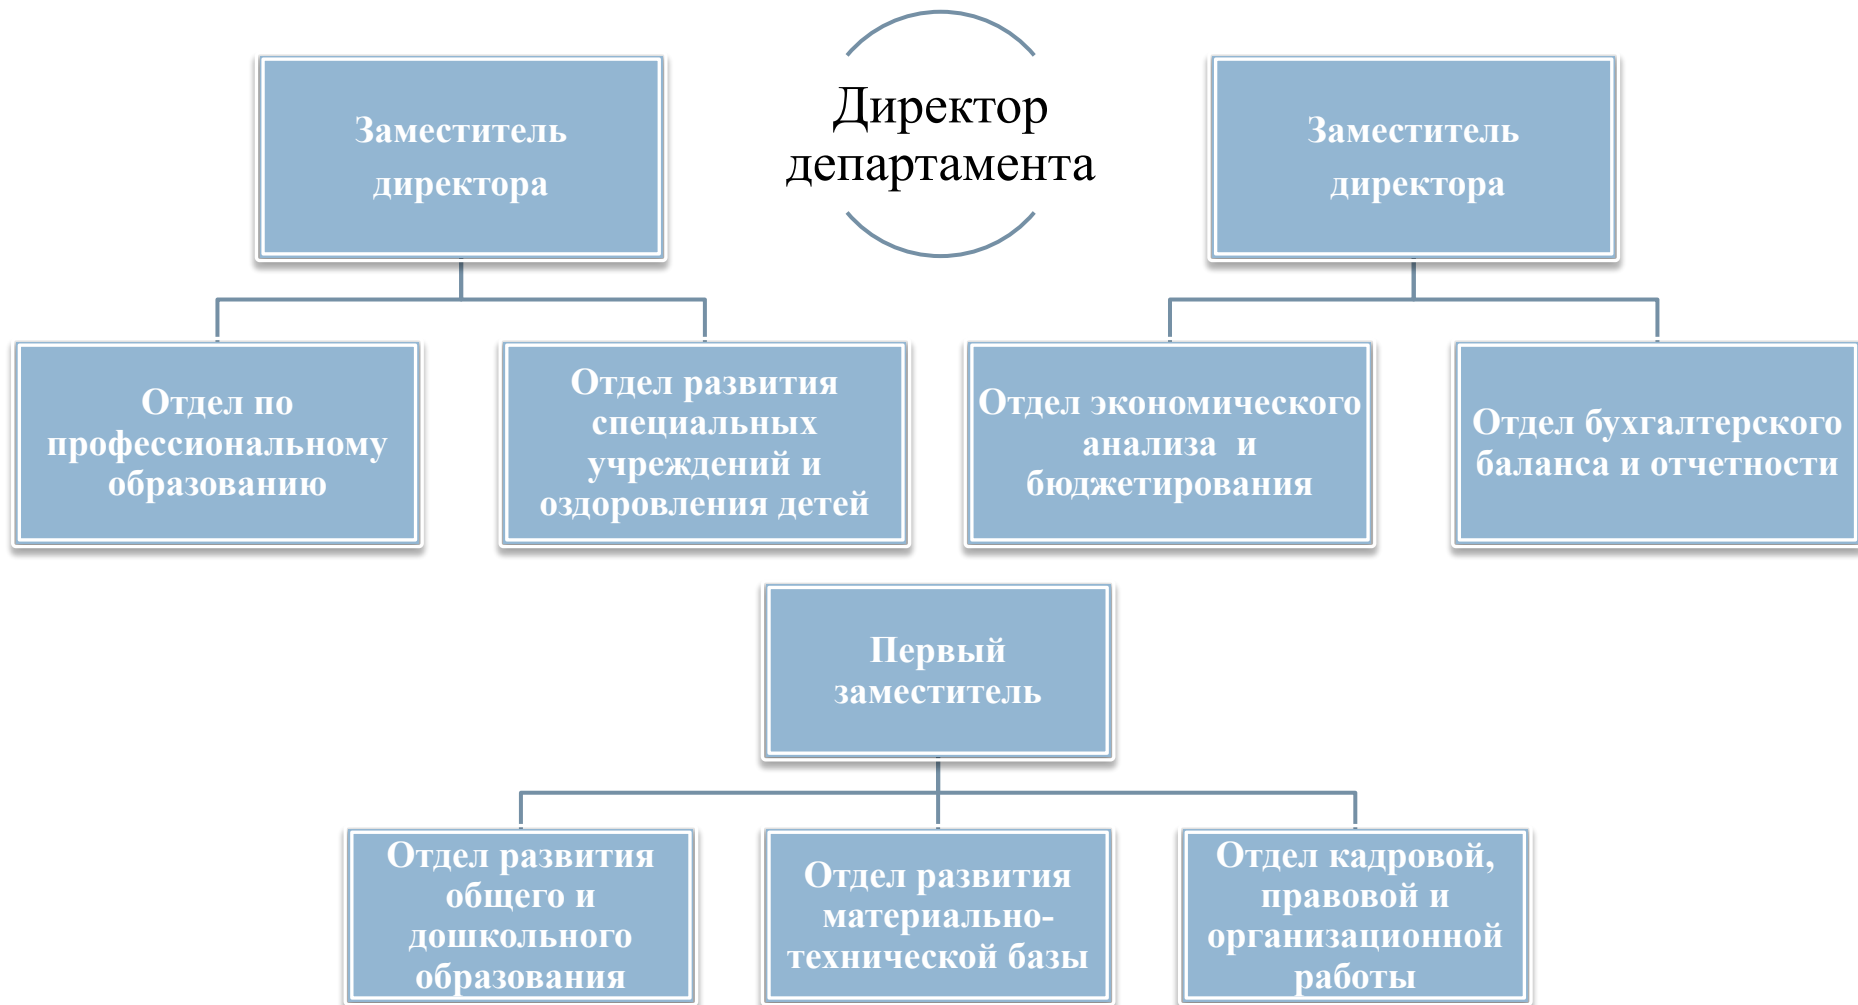 Директор
департамента
Заместитель
директора
Заместитель
директора
Отдел по
профессиональному
образованию
Отдел развития
специальных
учреждений и
оздоровления детей
Отдел экономического
анализа и
бюджетирования
Отдел бухгалтерского
баланса и отчетности
Первый
заместитель
Отдел развития
общего и
дошкольного
образования
Отдел развития
материально-
технической базы
Отдел кадровой,
правовой и
организационной
работы